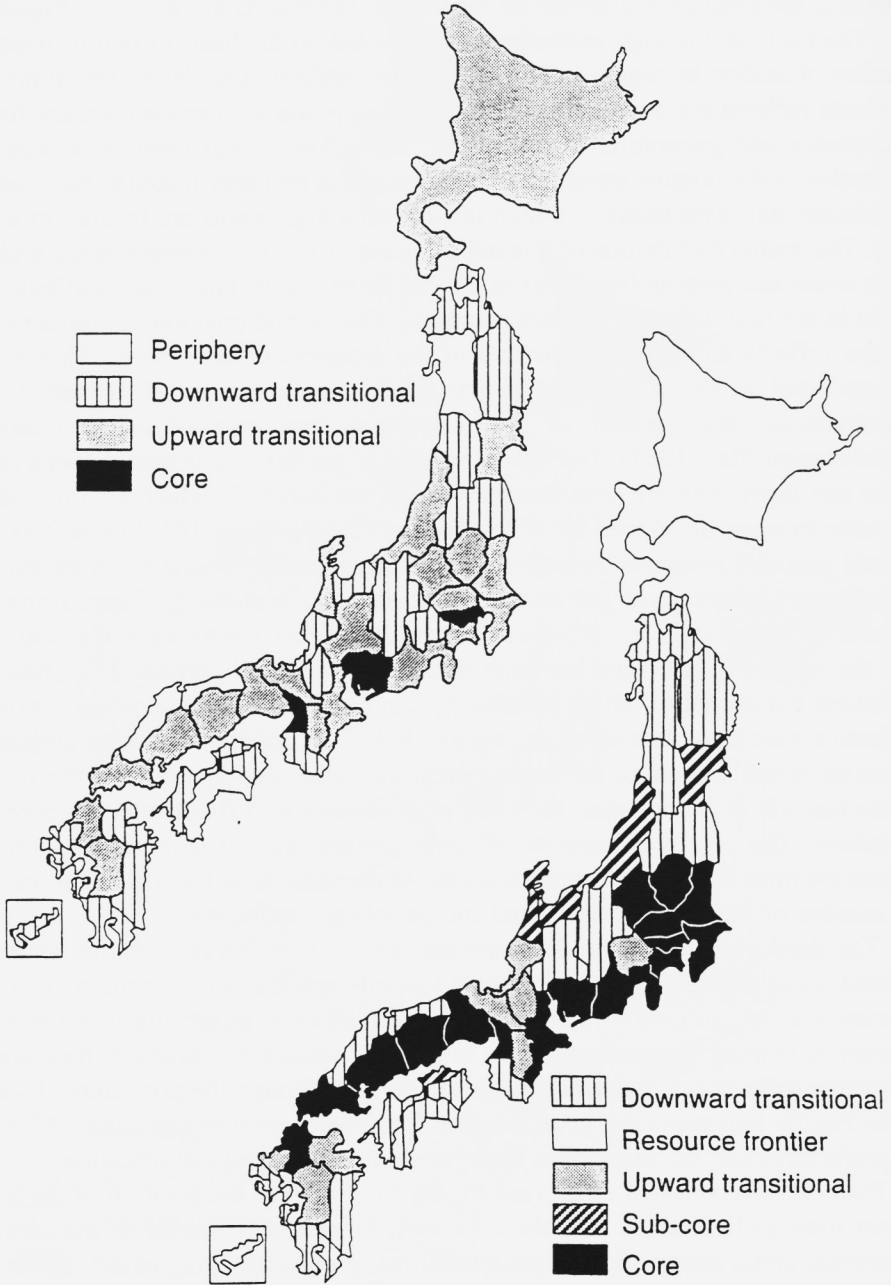 Periphery
Downward transitional
Upward transitional
Core
Downward transitional
Resource frontier
Upward transitional
Sub-core
Core